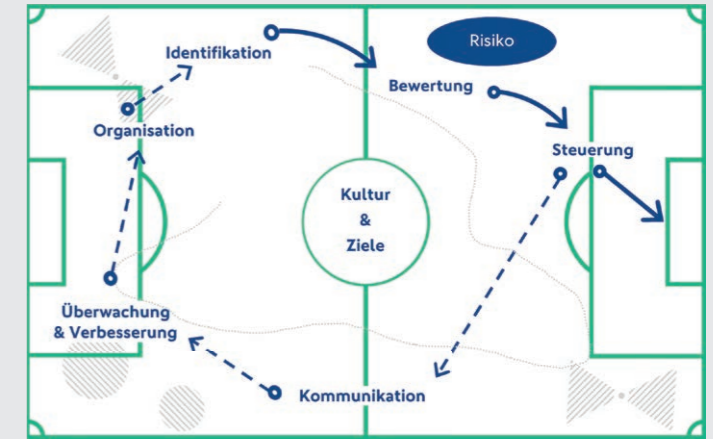 Risiko
Identifikation
Bewertung
Organisation
Steuerung
Kultur
&
Ziele
Überwachung
& Verbesserung
Kommunikation